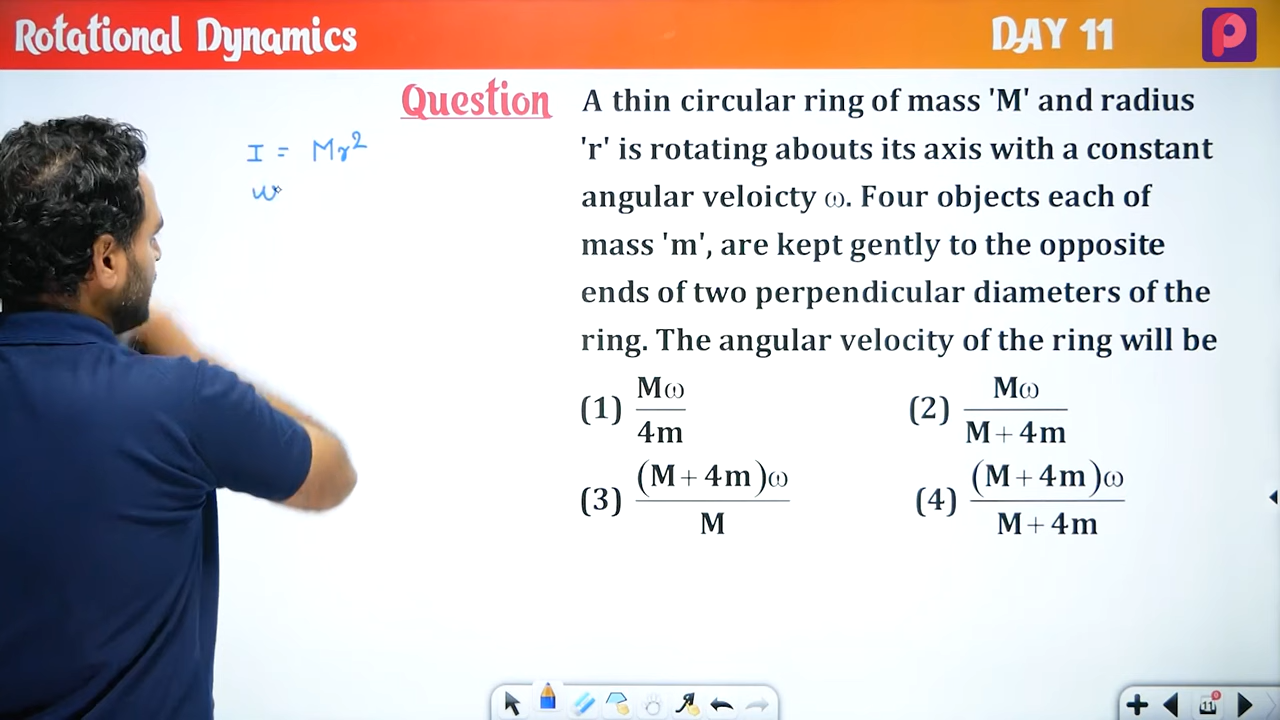 Rotational Dynamics
DAY 11
I = Mr²
ω
Question
A thin circular ring of mass 'M' and radius
'r' is rotating abouts its axis with a constant
angular veloicty ω. Four objects each of
mass 'm', are kept gently to the opposite
ends of two perpendicular diameters of the
ring. The angular velocity of the ring will be
(1) Mω / 4m
(2) Mω / M + 4m
(3) (M + 4m)ω / M
(4) (M + 4m)ω / M + 4m
11